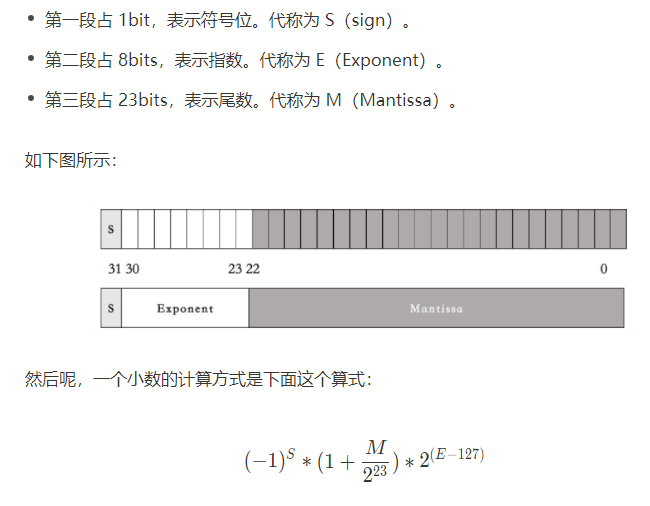 第一段占 1bit，表示符号位。代称为 S（sign）。
第二段占 8bits，表示指数。代称为 E（Exponent）。
第三段占 23bits，表示尾数。代称为 M（Mantissa）。
如下图所示：
S
31 30 23 22 0
S Exponent Mantissa
然后呢，一个小数的计算方式是下面这个算式：
(−1)^S ∗ (1 + M/2^23) ∗ 2^(E−127)